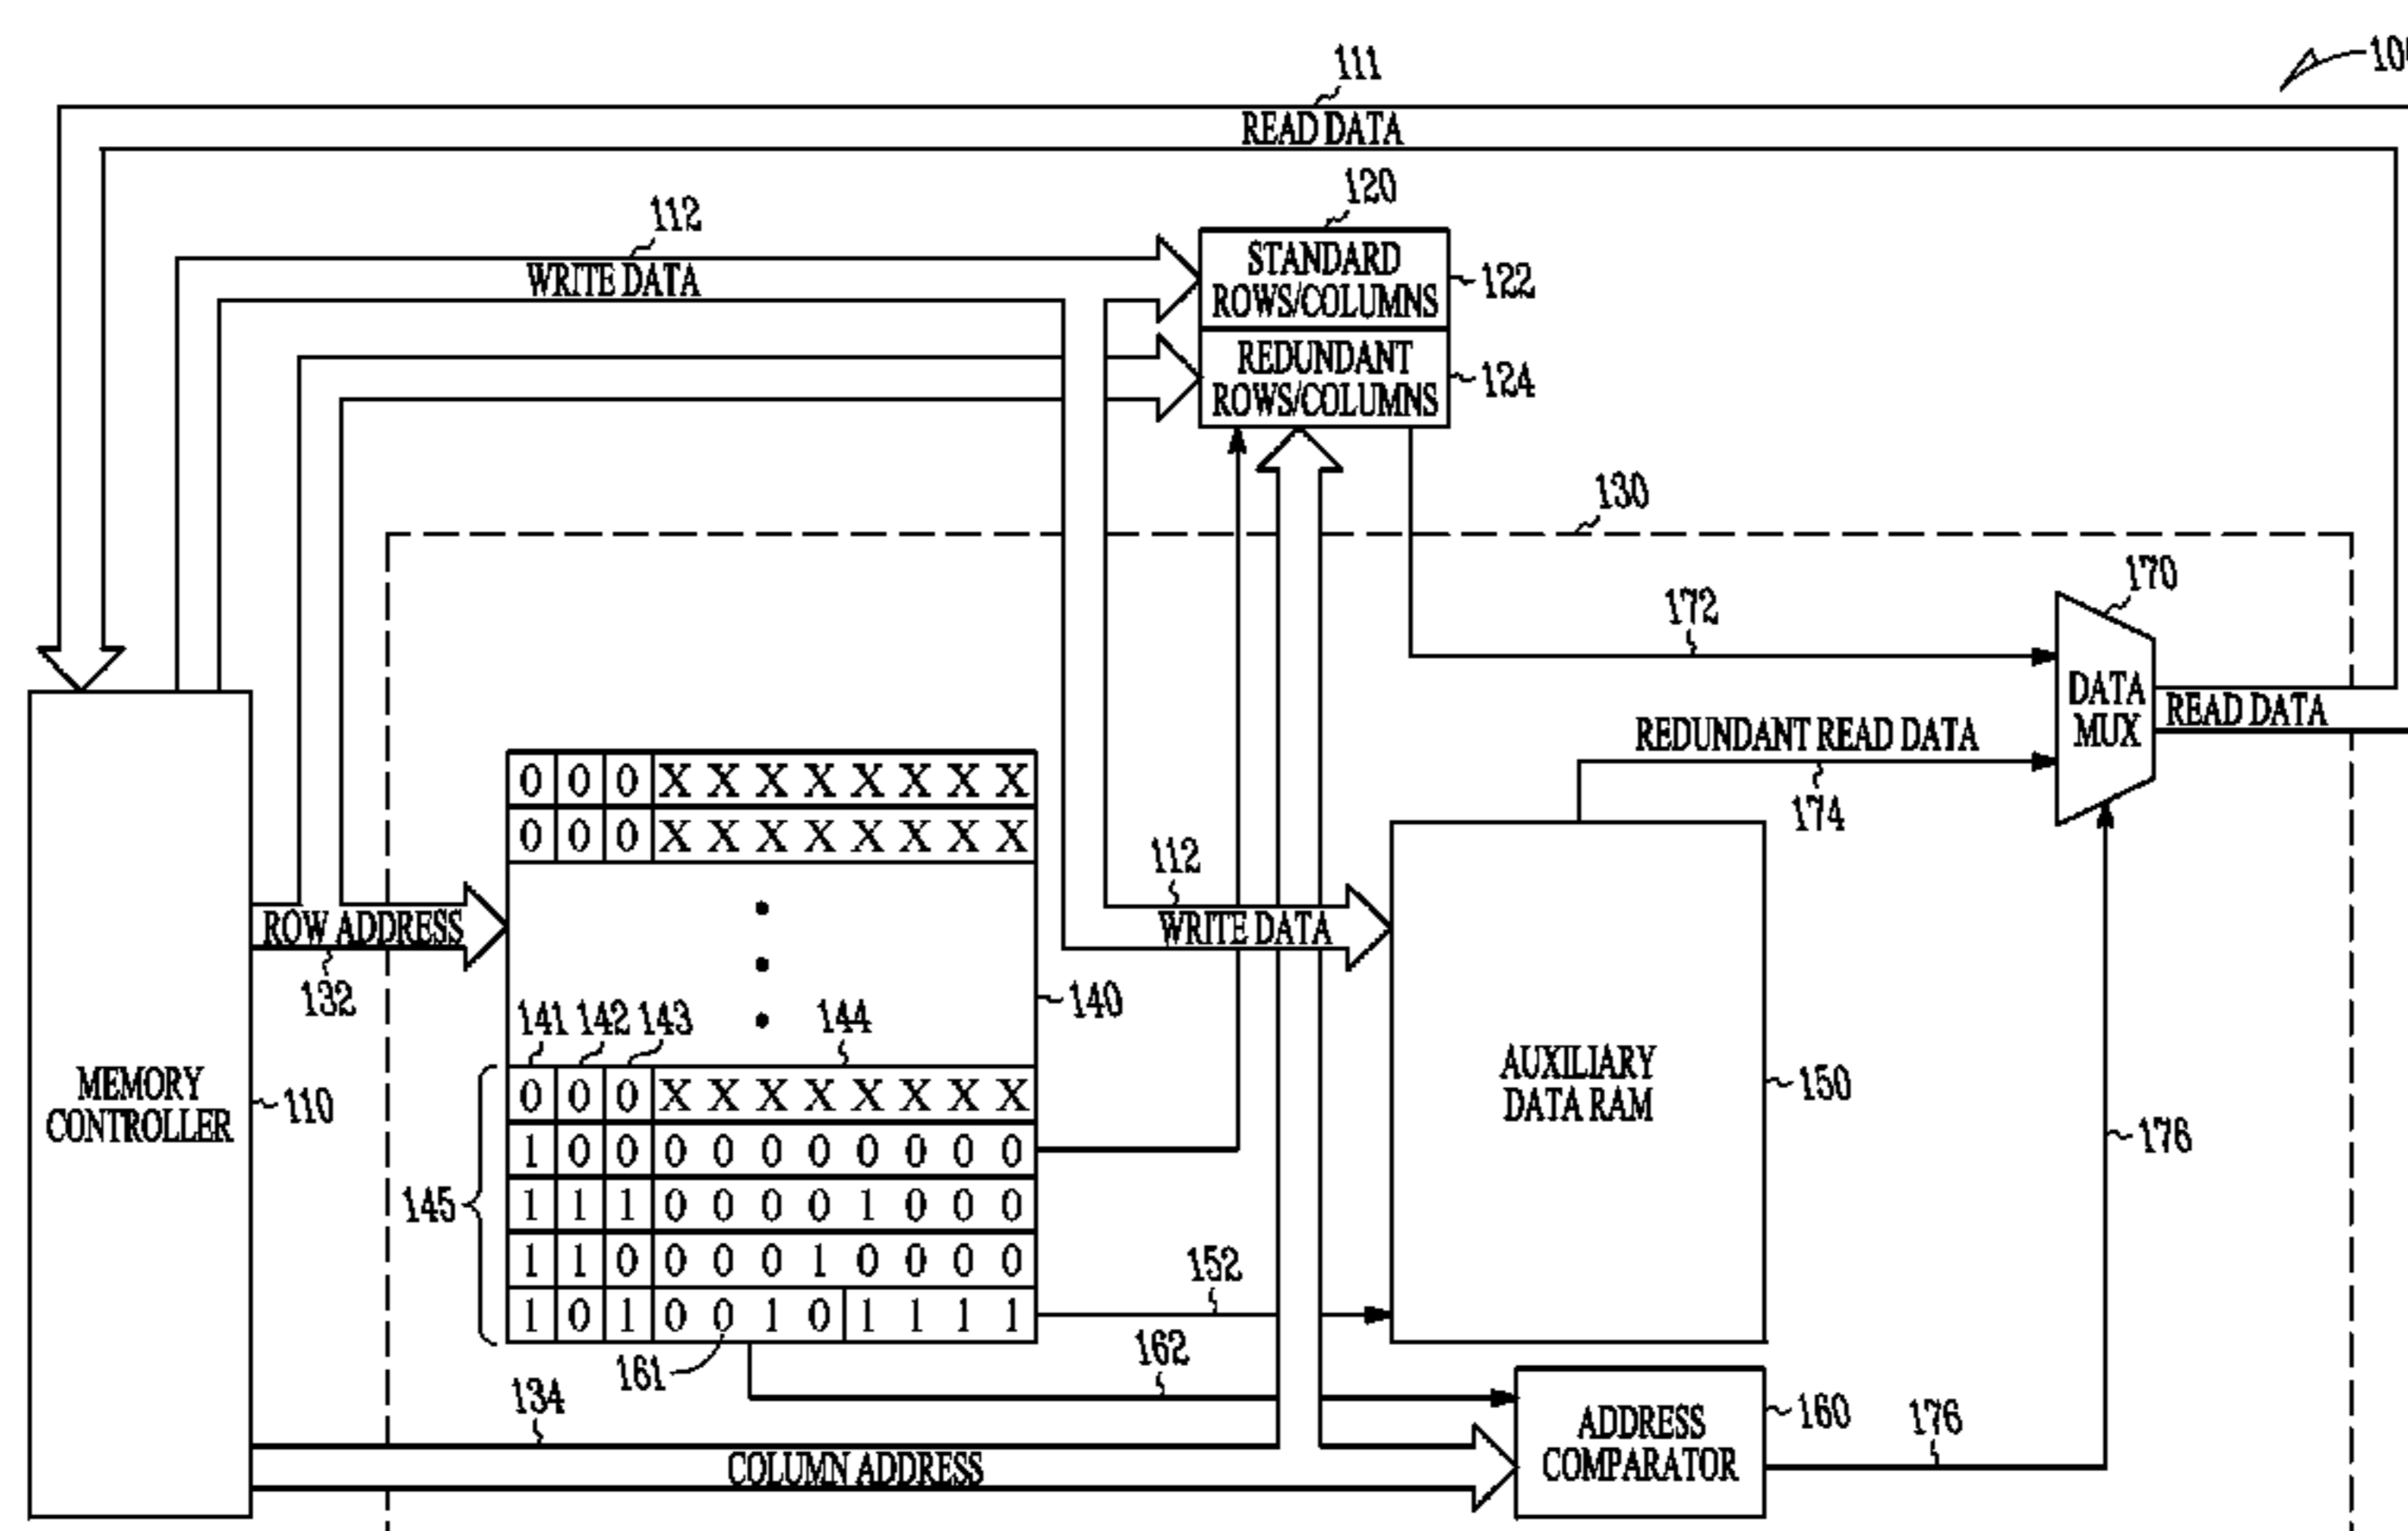 111
100
READ DATA
120
112
STANDARD
ROWS/COLUMNS
122
WRITE DATA
REDUNDANT
ROWS/COLUMNS
124
130
170
172
DATA
MUX
READ DATA
REDUNDANT READ DATA
174
0 0 0 X X X X X X X X
0 0 0 X X X X X X X X
112
WRITE DATA
ROW ADDRESS
132
140
141 142 143 144
MEMORY
CONTROLLER
110
AUXILIARY
DATA RAM
150
0 0 0 X X X X X X X X
1 0 0 0 0 0 0 0 0 0 0
176
145
1 1 1 0 0 0 0 1 0 0 0
1 1 0 0 0 0 1 0 0 0 0
1 0 1 0 0 1 0 1 1 1 1
152
161
162
134
COLUMN ADDRESS
ADDRESS
COMPARATOR
160
176